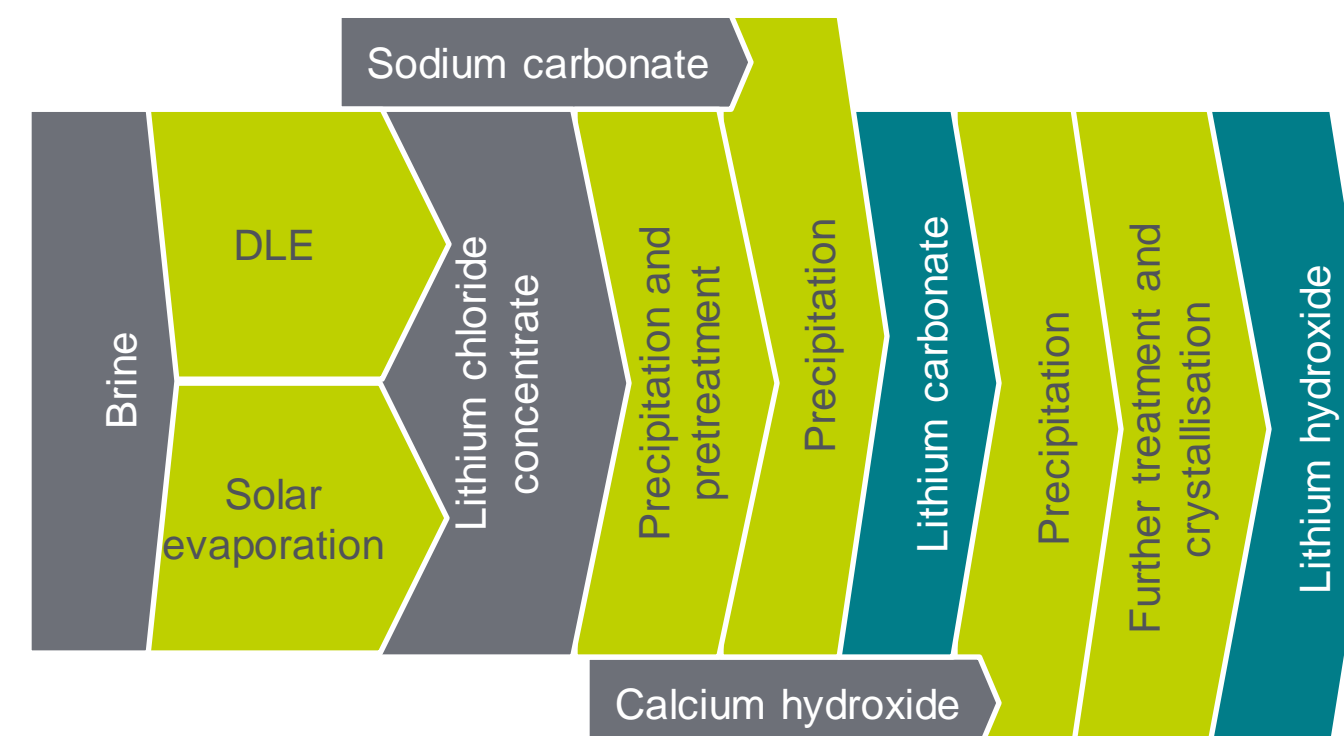 Sodium carbonate
Brine
DLE
Solar
evaporation
Lithium chloride
concentrate
Precipitation and
pretreatment
Precipitation
Lithium carbonate
Precipitation
Further treatment and
crystallisation
Lithium hydroxide
Calcium hydroxide